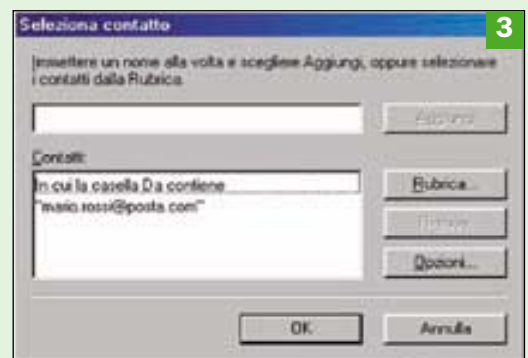 Seleziona contatto
3
Immettere un nome alla volta e scegliere Aggiungi, oppure selezionare
i contatti dalla Rubrica.
Aggiungi
Contatti:
In cui la casella Da contiene
"mario.rossi@posta.com"
Rubrica...
Opzioni...
OK
Annulla